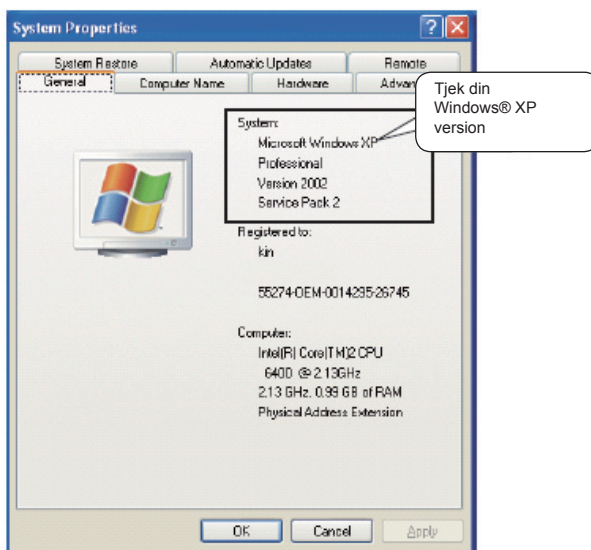 System Properties
System Restore Automatic Updates Remote
General Computer Name Hardware Advan
Tjek din
Windows® XP
version
System:
Microsoft Windows XP
Professional
Version 2002
Service Pack 2
Registered to:
kin
55274-OEM-0014295-26745
Computer:
Intel(R) Core(TM)2 CPU
6400 @ 2.13GHz
2.13 GHz, 0.99 GB of RAM
Physical Address Extension
OK Cancel Apply